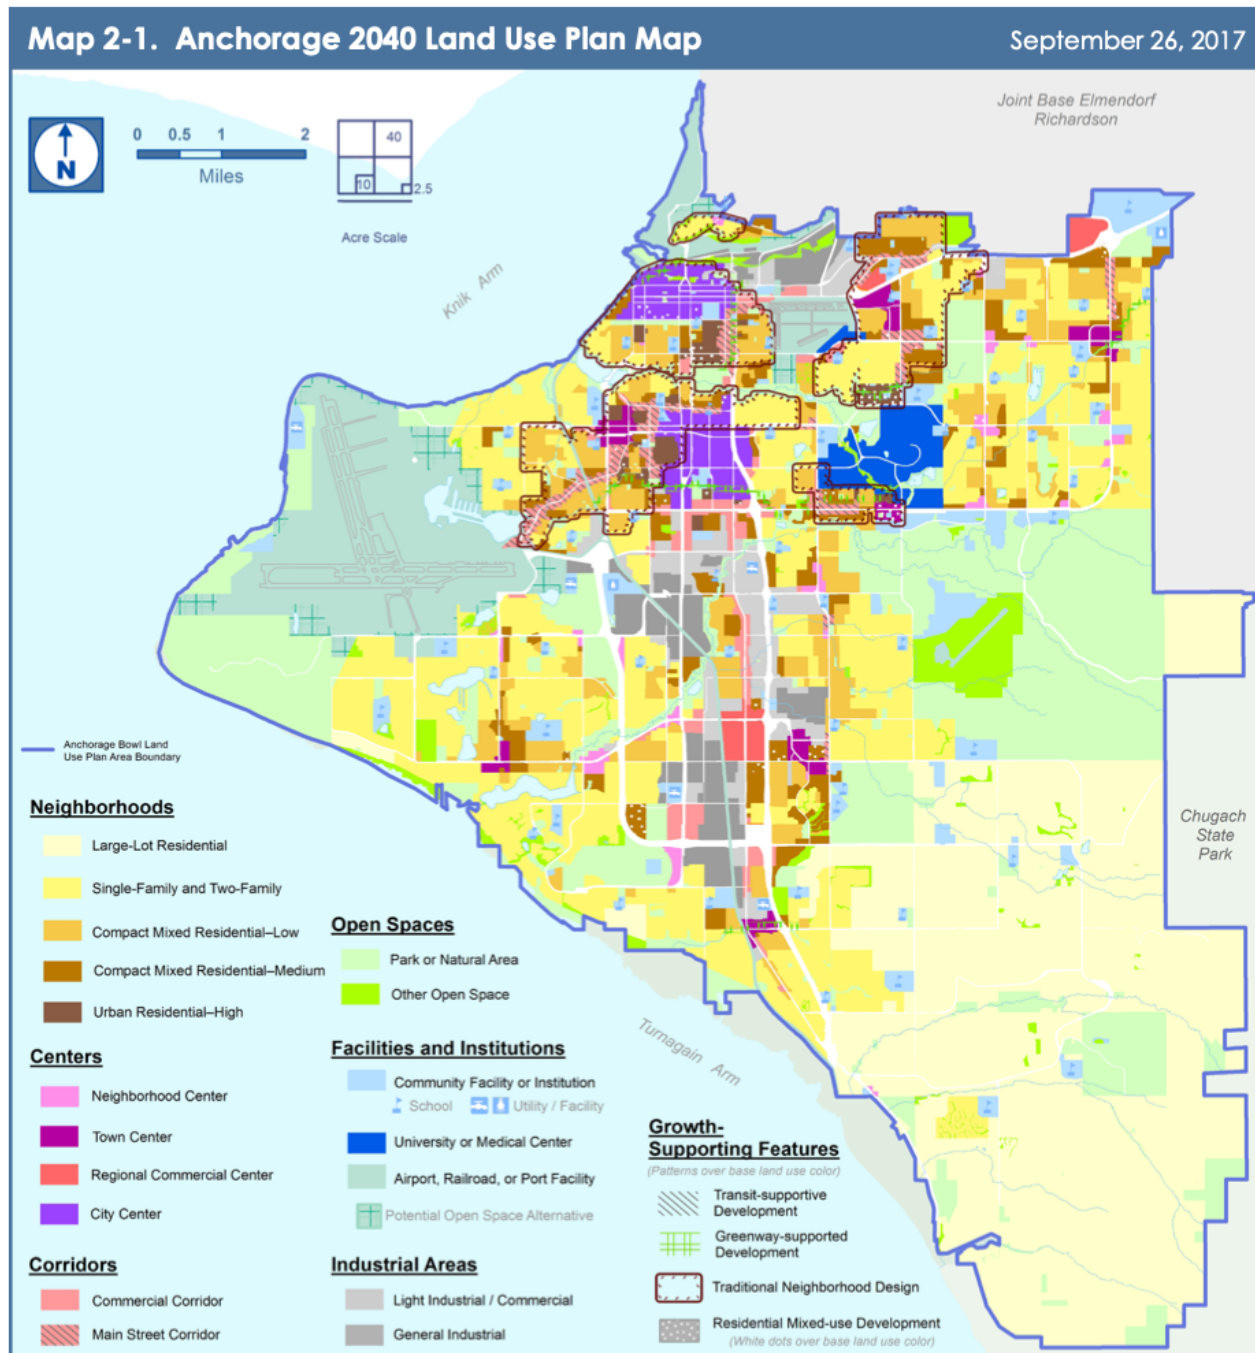 Map 2-1. Anchorage 2040 Land Use Plan Map
September 26, 2017
Joint Base Elmendorf
Richardson
0 0.5 1 2
Miles
N
40
10
2.5
Acre Scale
Knik Arm
Anchorage Bowl Land
Use Plan Area Boundary
Chugach
State
Park
Turnagain Arm
Neighborhoods
Large-Lot Residential
Single-Family and Two-Family
Compact Mixed Residential–Low
Compact Mixed Residential–Medium
Urban Residential–High
Centers
Neighborhood Center
Town Center
Regional Commercial Center
City Center
Corridors
Commercial Corridor
Main Street Corridor
Open Spaces
Park or Natural Area
Other Open Space
Facilities and Institutions
Community Facility or Institution
School
Utility / Facility
University or Medical Center
Airport, Railroad, or Port Facility
Potential Open Space Alternative
Industrial Areas
Light Industrial / Commercial
General Industrial
Growth-
Supporting Features
(Patterns over base land use color)
Transit-supportive
Development
Greenway-supported
Development
Traditional Neighborhood Design
Residential Mixed-use Development
(White dots over base land use color)